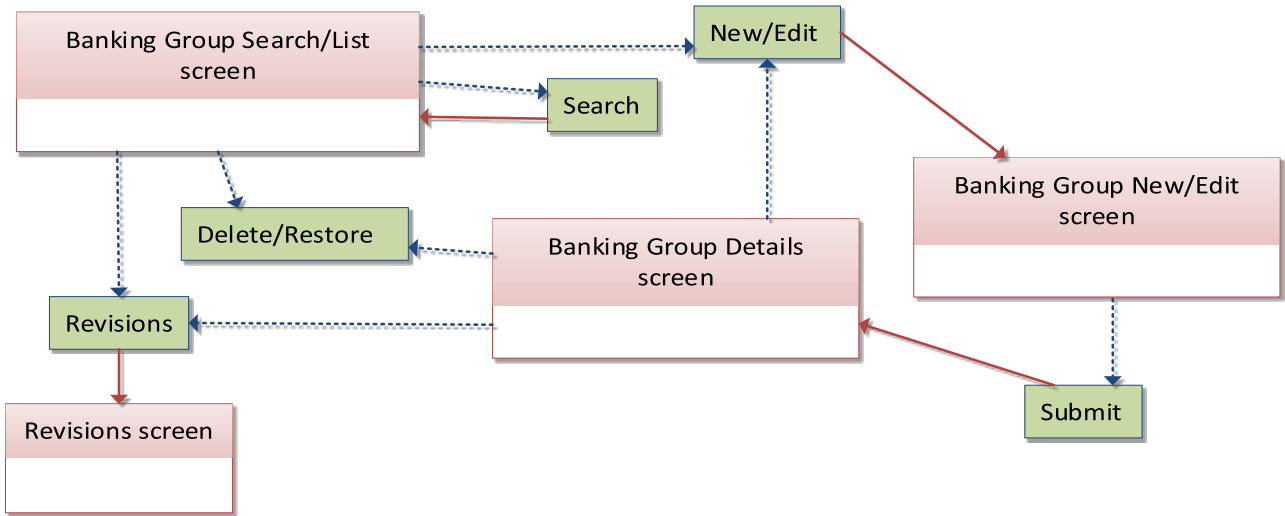 Banking Group Search/List
screen
New/Edit
Search
Banking Group New/Edit
screen
Delete/Restore
Banking Group Details
screen
Revisions
Submit
Revisions screen